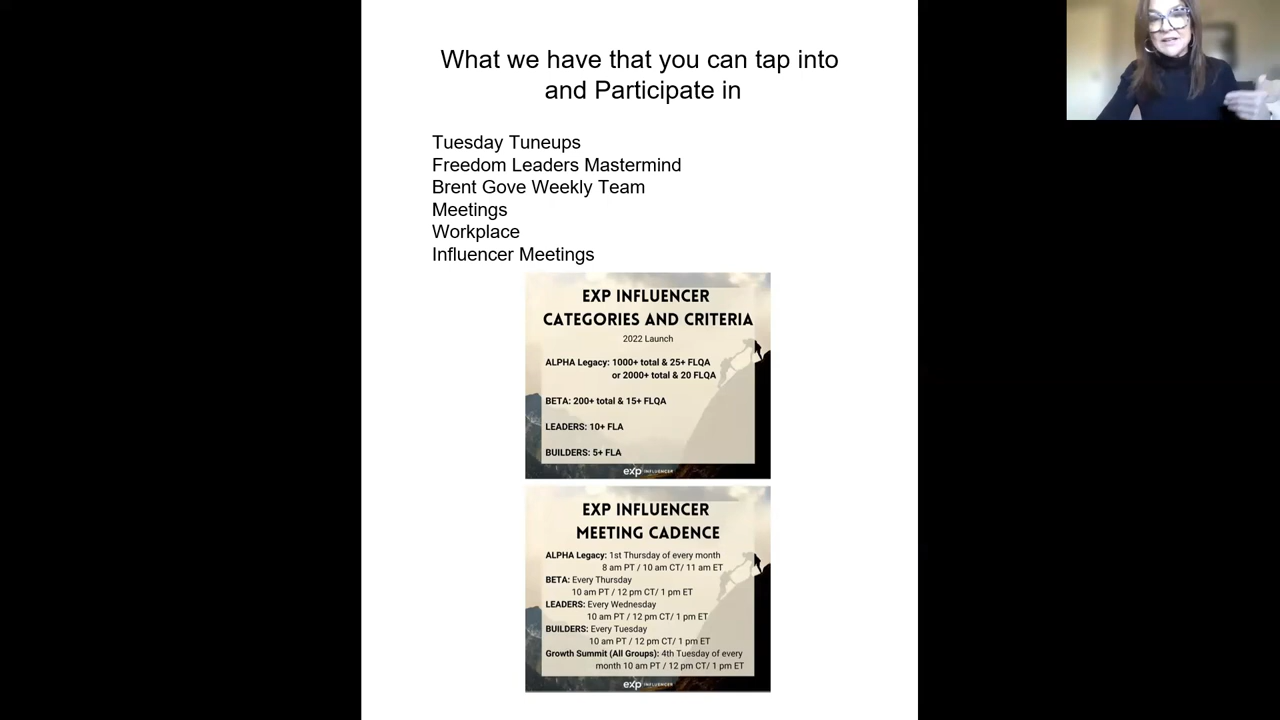 What we have that you can tap into
and Participate in
Tuesday Tuneups
Freedom Leaders Mastermind
Brent Gove Weekly Team
Meetings
Workplace
Influencer Meetings
EXP INFLUENCER
CATEGORIES AND CRITERIA
2022 Launch
ALPHA Legacy: 1000+ total & 25+ FLQA
or 2000+ total & 20 FLQA
BETA: 200+ total & 15+ FLQA
LEADERS: 10+ FLA
BUILDERS: 5+ FLA
exp INFLUENCER
EXP INFLUENCER
MEETING CADENCE
ALPHA Legacy: 1st Thursday of every month
8 am PT / 10 am CT/ 11 am ET
BETA: Every Thursday
10 am PT / 12 pm CT/ 1 pm ET
LEADERS: Every Wednesday
10 am PT / 12 pm CT/ 1 pm ET
BUILDERS: Every Tuesday
10 am PT / 12 pm CT/ 1 pm ET
Growth Summit (All Groups): 4th Tuesday of every
month 10 am PT / 12 pm CT/ 1 pm ET
exp INFLUENCER